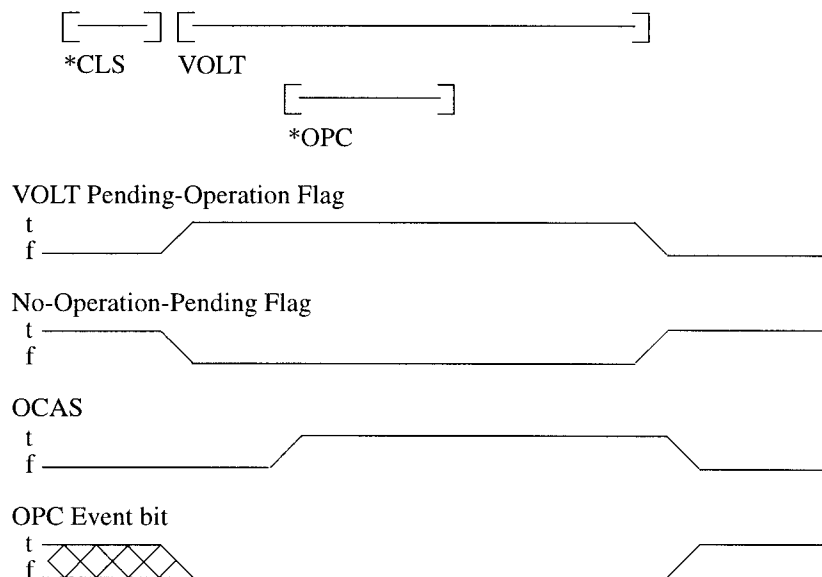 *CLS VOLT
*OPC
VOLT Pending-Operation Flag
t
f
No-Operation-Pending Flag
t
f
OCAS
t
f
OPC Event bit
t
f